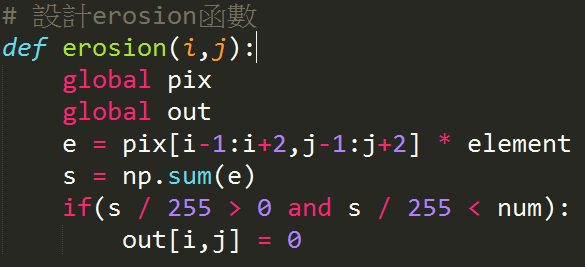 # 設計erosion函數
def erosion(i,j):
    global pix
    global out
    e = pix[i-1:i+2,j-1:j+2] * element
    s = np.sum(e)
    if(s / 255 > 0 and s / 255 < num):
        out[i,j] = 0